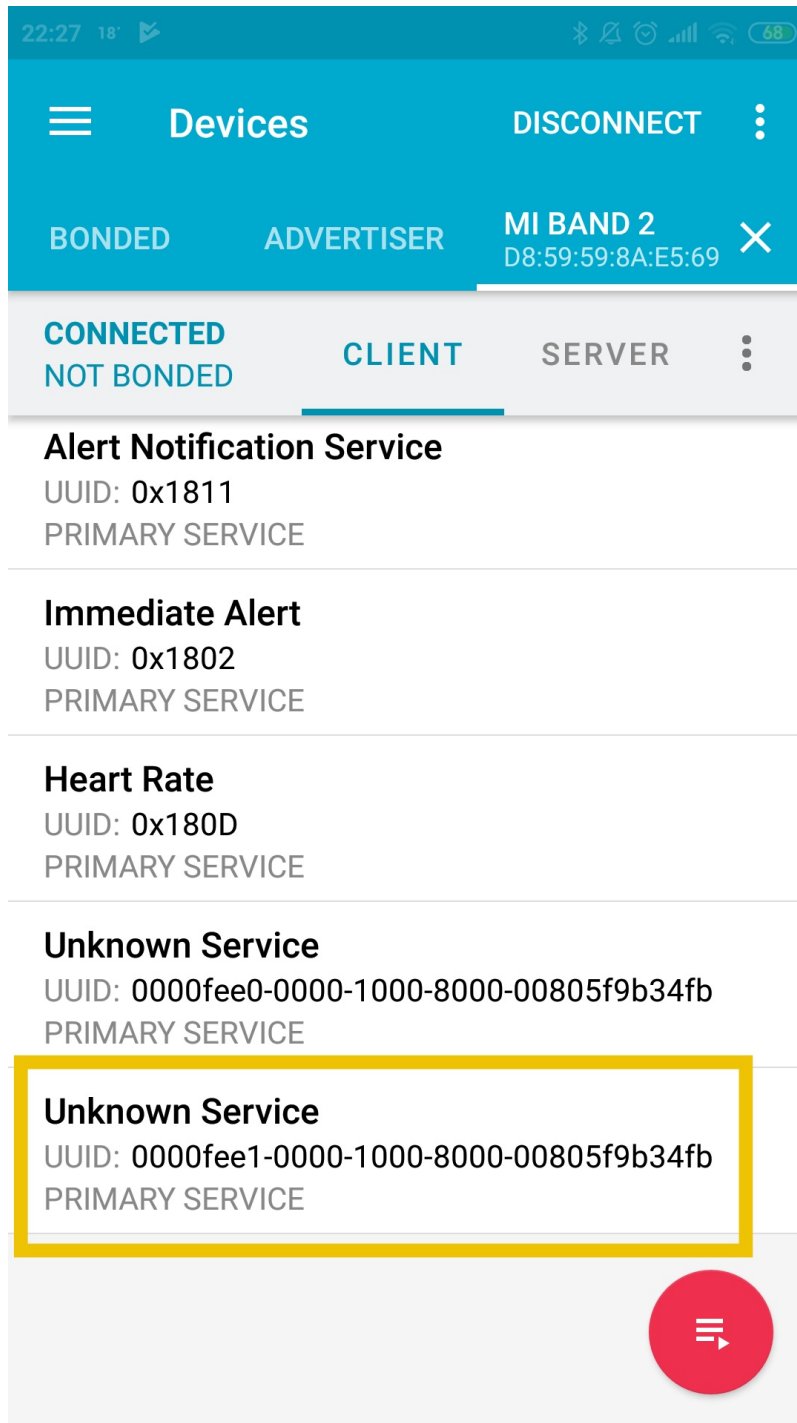 22:27 18°
68
Devices DISCONNECT
BONDED ADVERTISER MI BAND 2
D8:59:59:8A:E5:69
CONNECTED
NOT BONDED
CLIENT SERVER
Alert Notification Service
UUID: 0x1811
PRIMARY SERVICE
Immediate Alert
UUID: 0x1802
PRIMARY SERVICE
Heart Rate
UUID: 0x180D
PRIMARY SERVICE
Unknown Service
UUID: 0000fee0-0000-1000-8000-00805f9b34fb
PRIMARY SERVICE
Unknown Service
UUID: 0000fee1-0000-1000-8000-00805f9b34fb
PRIMARY SERVICE